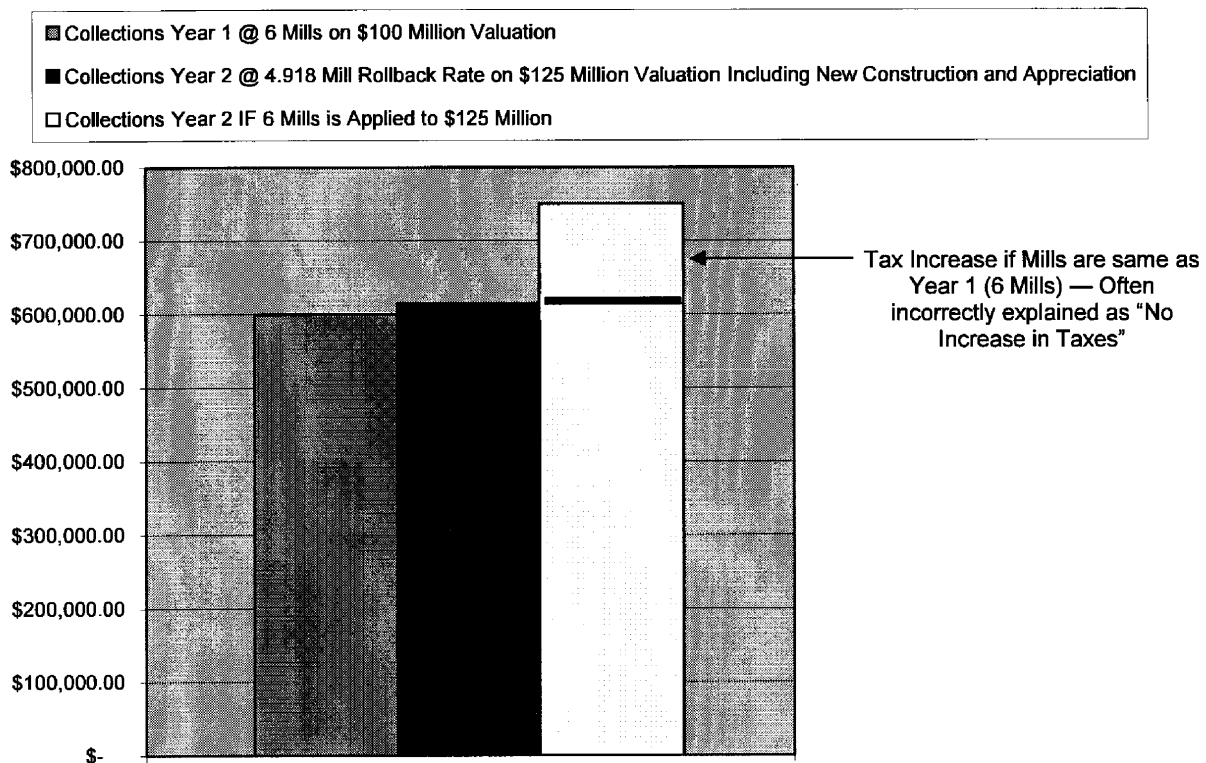 Collections Year 1 @ 6 Mills on $100 Million Valuation
Collections Year 2 @ 4.918 Mill Rollback Rate on $125 Million Valuation Including New Construction and Appreciation
Collections Year 2 IF 6 Mills is Applied to $125 Million
$800,000.00
$700,000.00
$600,000.00
$500,000.00
$400,000.00
$300,000.00
$200,000.00
$100,000.00
$-
Tax Increase if Mills are same as
Year 1 (6 Mills) — Often
incorrectly explained as “No
Increase in Taxes”